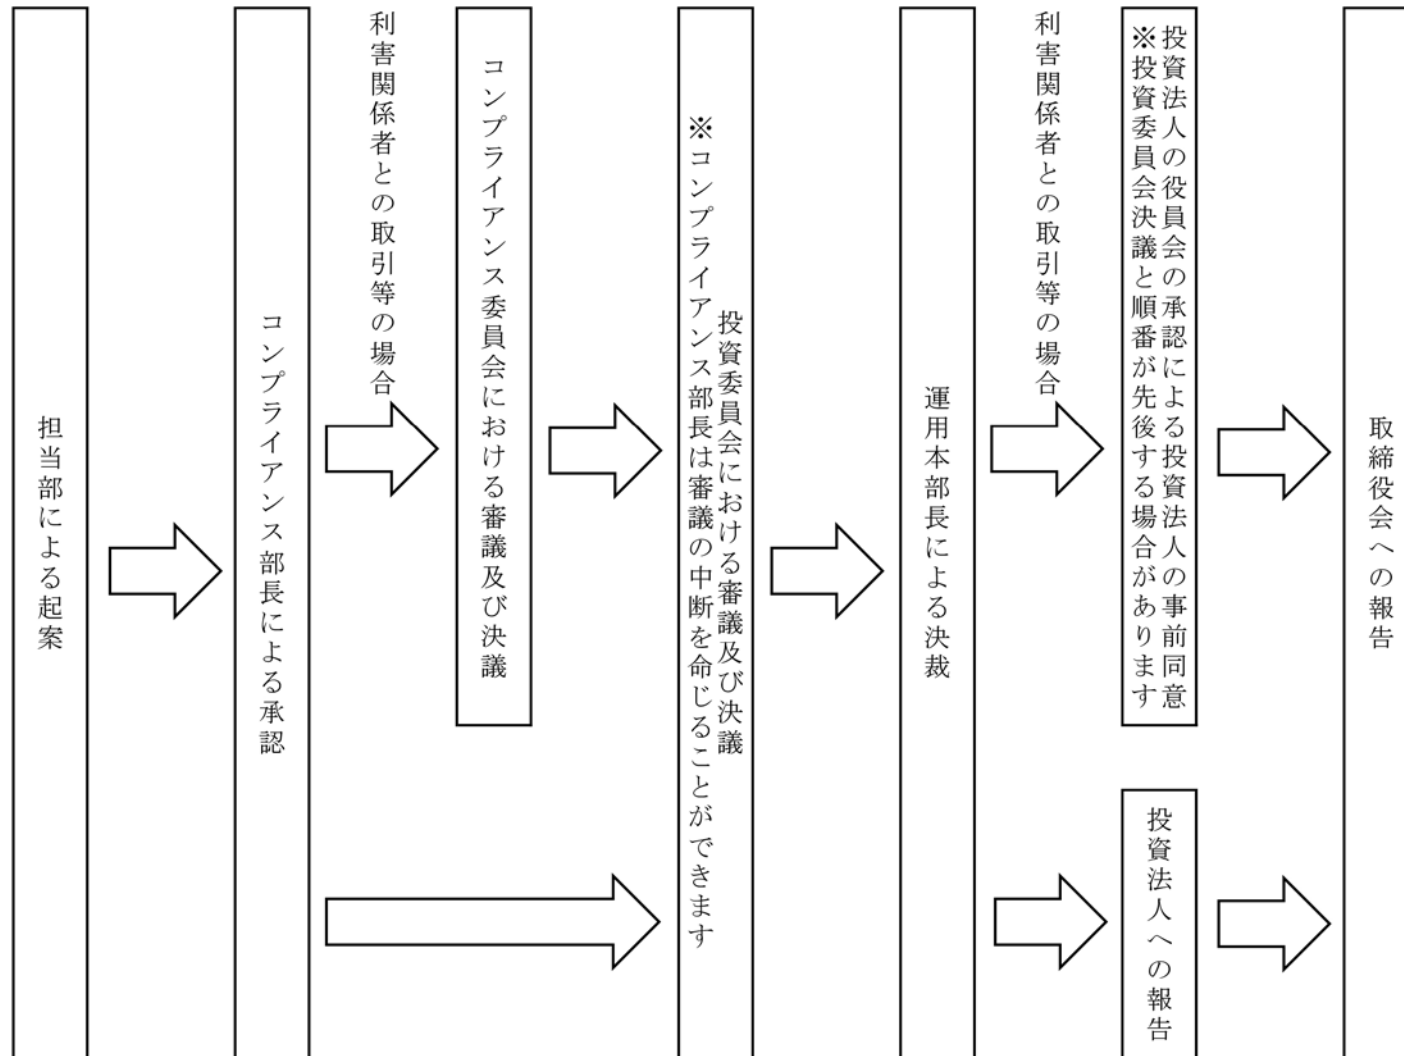 担当部による起案
コンプライアンス部長による承認
利害関係者との取引等の場合
コンプライアンス委員会における審議及び決議
投資委員会における審議及び決議
※コンプライアンス部長は審議の中断を命じることができます
運用本部長による決裁
利害関係者との取引等の場合
投資法人の役員会の承認による投資法人の事前同意
※投資委員会決議と順番が先後する場合があります
投資法人への報告
取締役会への報告